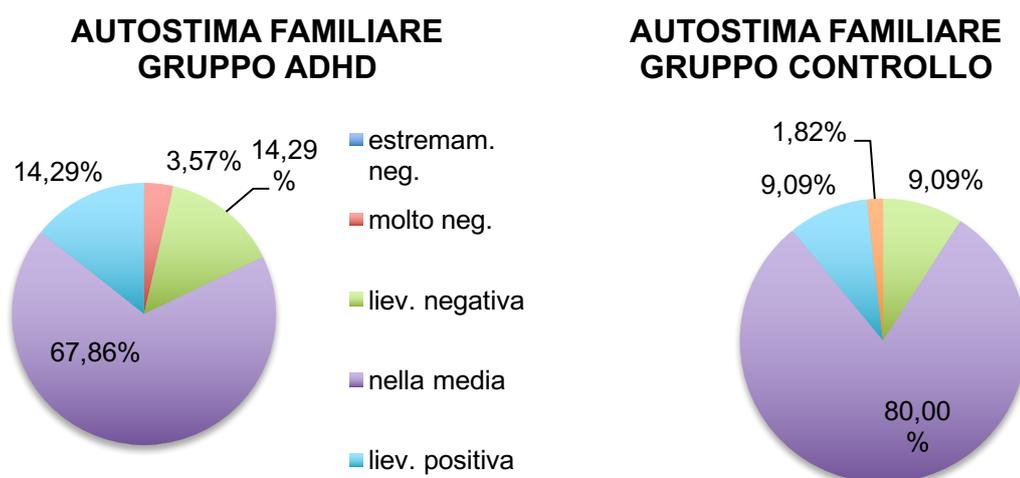 AUTOSTIMA FAMILIARE
GRUPPO ADHD
14,29%
3,57%
14,29
%
67,86%
estremam.
neg.
molto neg.
liev. negativa
nella media
liev. positiva
AUTOSTIMA FAMILIARE
GRUPPO CONTROLLO
1,82%
9,09%
9,09%
80,00
%